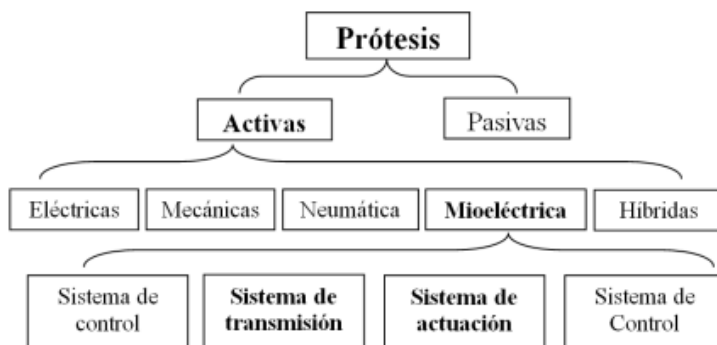 Prótesis
Activas
Pasivas
Eléctricas
Mecánicas
Neumática
Mioeléctrica
Híbridas
Sistema de
control
Sistema de
transmisión
Sistema de
actuación
Sistema de
Control